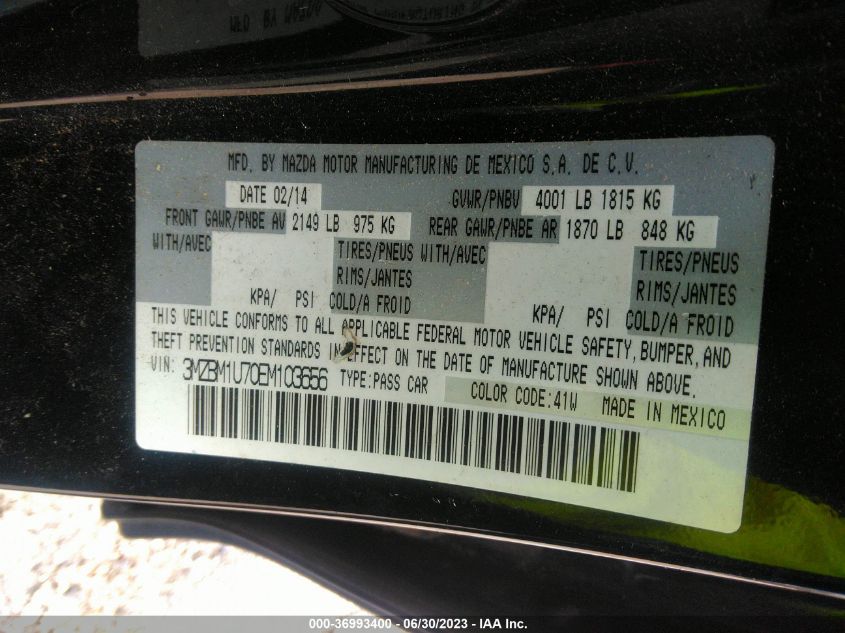 MFD. BY MAZDA MOTOR MANUFACTURING DE MEXICO S.A. DE C.V.
DATE 02/14 GVWR/PNBV 4001 LB 1815 KG
FRONT GAWR/PNBE AV 2149 LB 975 KG REAR GAWR/PNBE AR 1870 LB 848 KG
WITH/AVEC TIRES/PNEUS WITH/AVEC TIRES/PNEUS
RIMS/JANTES RIMS/JANTES
KPA/ PSI COLD/A FROID KPA/ PSI COLD/A FROID
THIS VEHICLE CONFORMS TO ALL APPLICABLE FEDERAL MOTOR VEHICLE SAFETY, BUMPER, AND
THEFT PREVENTION STANDARDS IN EFFECT ON THE DATE OF MANUFACTURE SHOWN ABOVE.
VIN: 3MZBM1U70EM103656 TYPE:PASS CAR COLOR CODE:41W MADE IN MEXICO
000-36993400 - 06/30/2023 - IAA Inc.